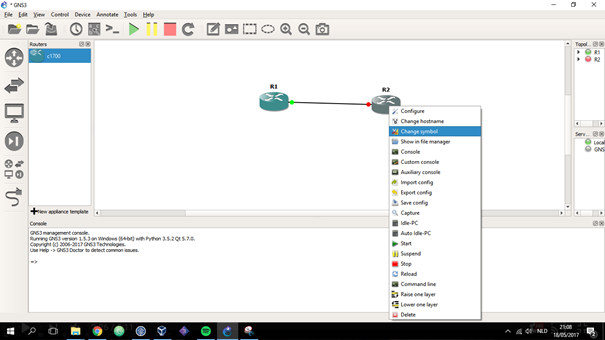 * GNS3
File Edit View Control Device Annotate Tools Help
Routers
c1700
New appliance template
R1
R2
Configure
Change hostname
Change symbol
Show in file manager
Console
Custom console
Auxiliary console
Import config
Export config
Save config
Capture
Idle-PC
Auto Idle-PC
Start
Suspend
Stop
Reload
Command line
Raise one layer
Lower one layer
Delete
Topol...
R1
R2
Serv...
Local
GNS
Console
GNS3 management console.
Running GNS3 version 1.5.3 on Windows (64-bit) with Python 3.5.2 Qt 5.7.0.
Copyright (c) 2006-2017 GNS3 Technologies.
Use Help -> GNS3 Doctor to detect common issues.
=>
NLD
21:08
18/05/2017